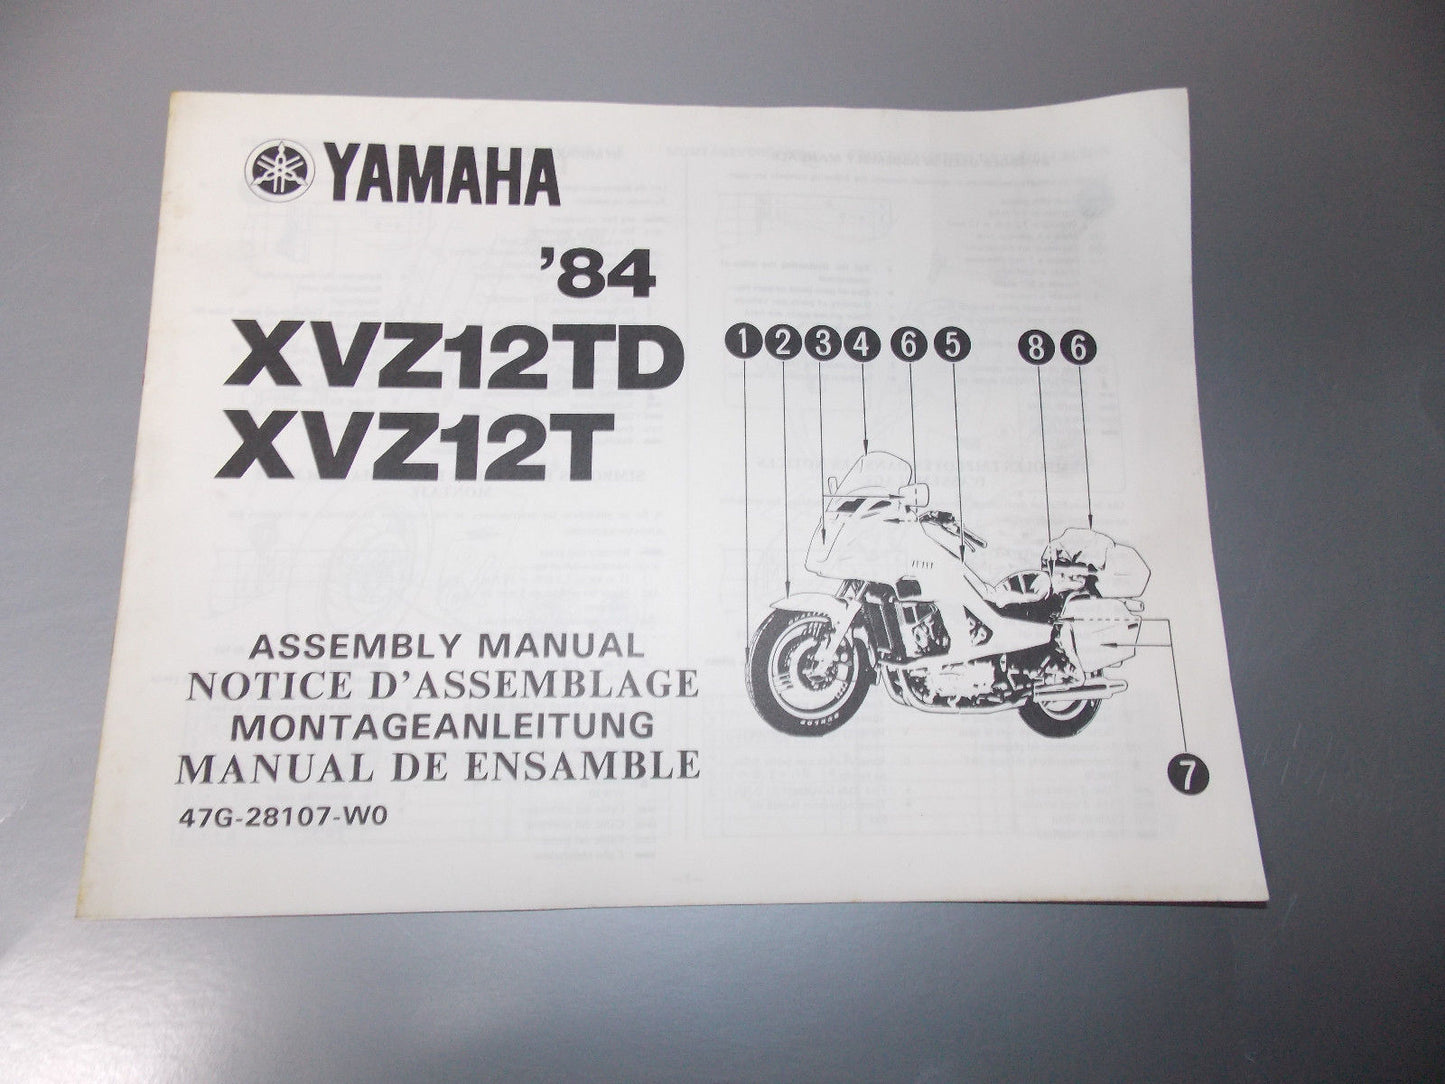 YAMAHA
'84
XVZ12TD
XVZ12T
1 2 3 4 6 5 8 6
7
DUNLOP
ASSEMBLY MANUAL
NOTICE D'ASSEMBLAGE
MONTAGEANLEITUNG
MANUAL DE ENSAMBLE
47G-28107-W0